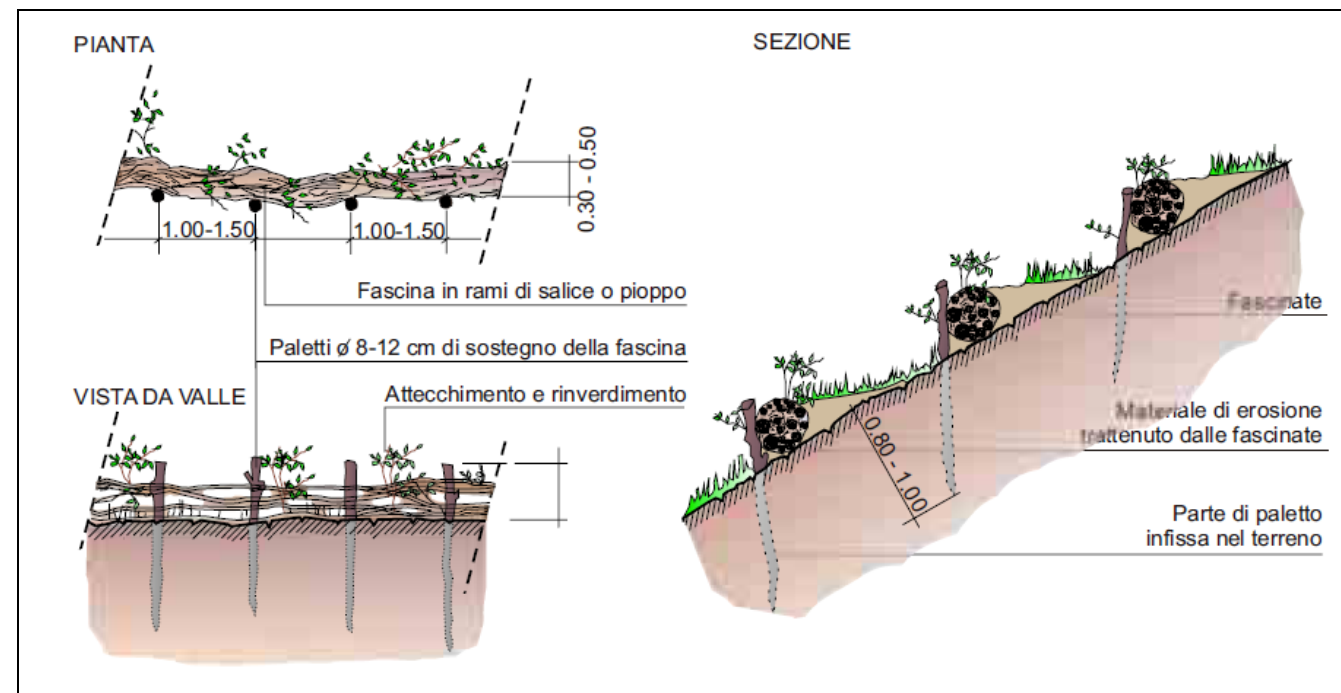 PIANTA
SEZIONE
0.30 - 0.50
1.00-1.50
1.00-1.50
Fascina in rami di salice o pioppo
Paletti ø 8-12 cm di sostegno della fascina
VISTA DA VALLE
Attecchimento e rinverdimento
Fascinate
Materiale di erosione
trattenuto dalle fascinate
0.80 - 1.00
Parte di paletto
infissa nel terreno